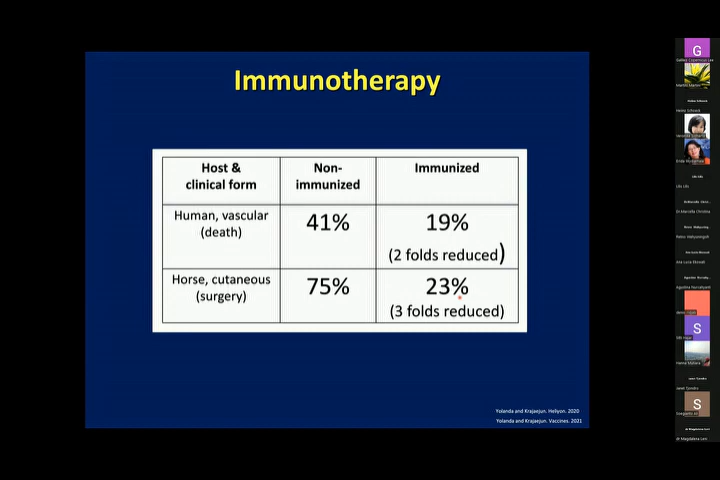 Immunotherapy
Host & clinical form
Non-immunized
Immunized
Human, vascular (death)
41%
19%
(2 folds reduced)
Horse, cutaneous (surgery)
75%
23%
(3 folds reduced)
Yolanda and Krajaejun. Heliyon. 2020
Yolanda and Krajaejun. Vaccines. 2021
G
S
S